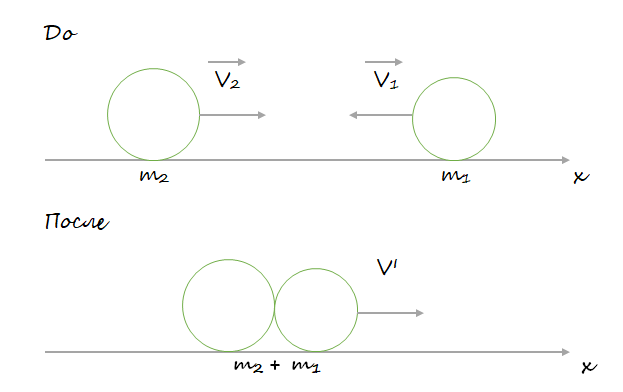 До
V₂ V₁
m₂ m₁ x
После
V'
m₂ + m₁ x